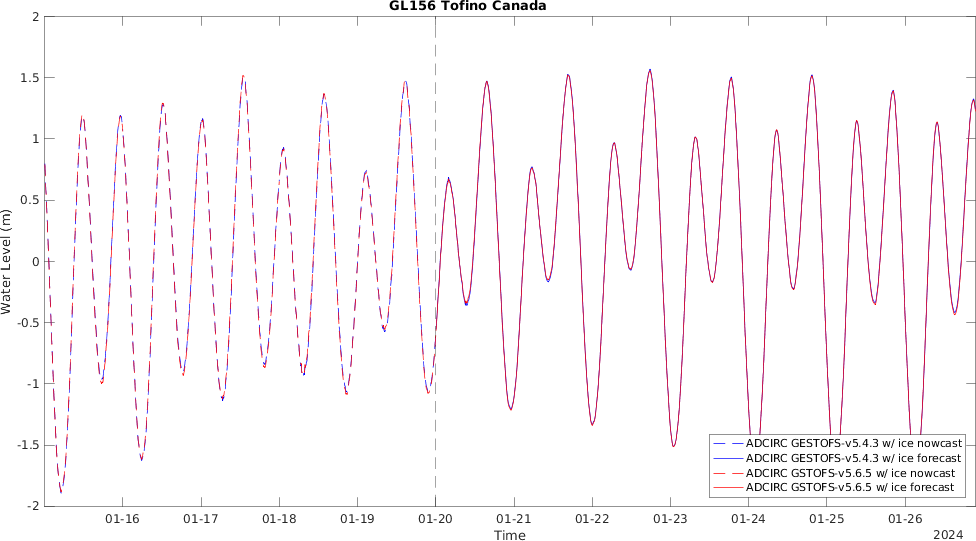 GL156 Tofino Canada
2
1.5
1
0.5
0
-0.5
-1
-1.5
-2
Water Level (m)
ADCIRC GESTOFS-v5.4.3 w/ ice nowcast
ADCIRC GESTOFS-v5.4.3 w/ ice forecast
ADCIRC GSTOFS-v5.6.5 w/ ice nowcast
ADCIRC GSTOFS-v5.6.5 w/ ice forecast
01-16 01-17 01-18 01-19 01-20 01-21 01-22 01-23 01-24 01-25 01-26
Time
2024